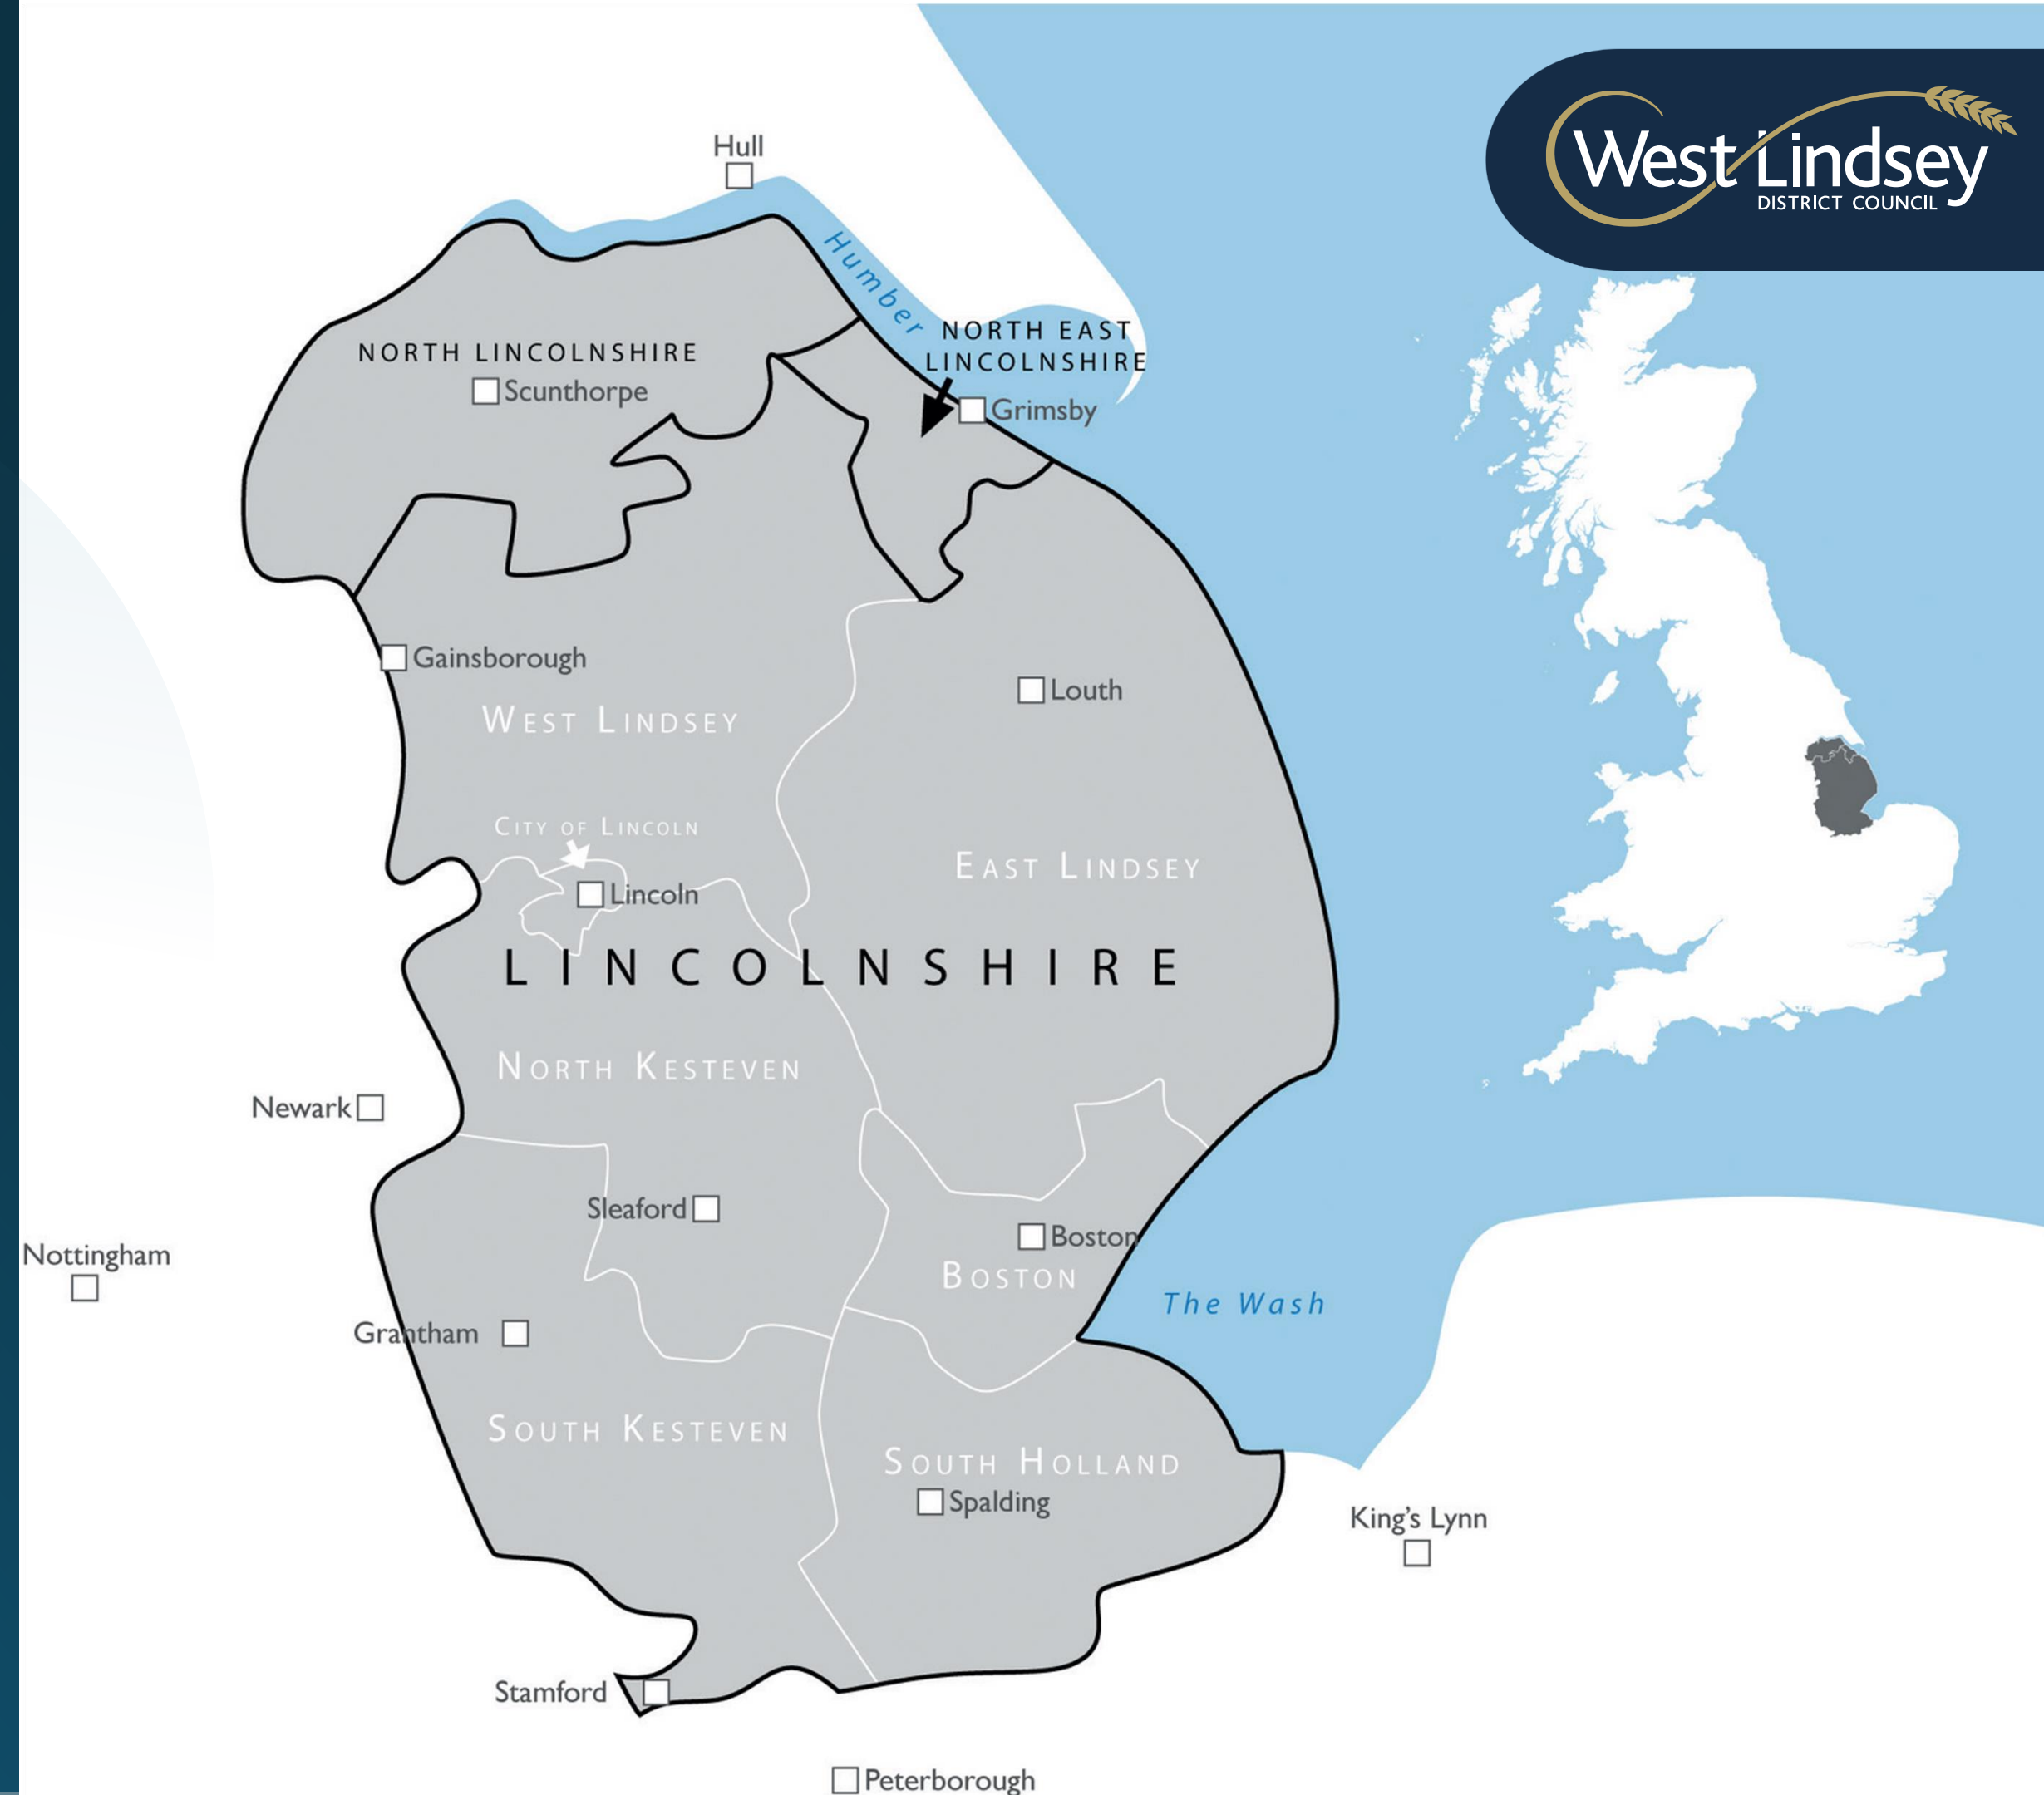 West Lindsey
DISTRICT COUNCIL
Hull
Humber
NORTH EAST
LINCOLNSHIRE
NORTH LINCOLNSHIRE
Scunthorpe
Grimsby
Gainsborough
Louth
WEST LINDSEY
CITY OF LINCOLN
EAST LINDSEY
Lincoln
LINCOLNSHIRE
NORTH KESTEVEN
Newark
Sleaford
Boston
Nottingham
BOSTON
The Wash
Grantham
SOUTH KESTEVEN
SOUTH HOLLAND
Spalding
King's Lynn
Stamford
Peterborough